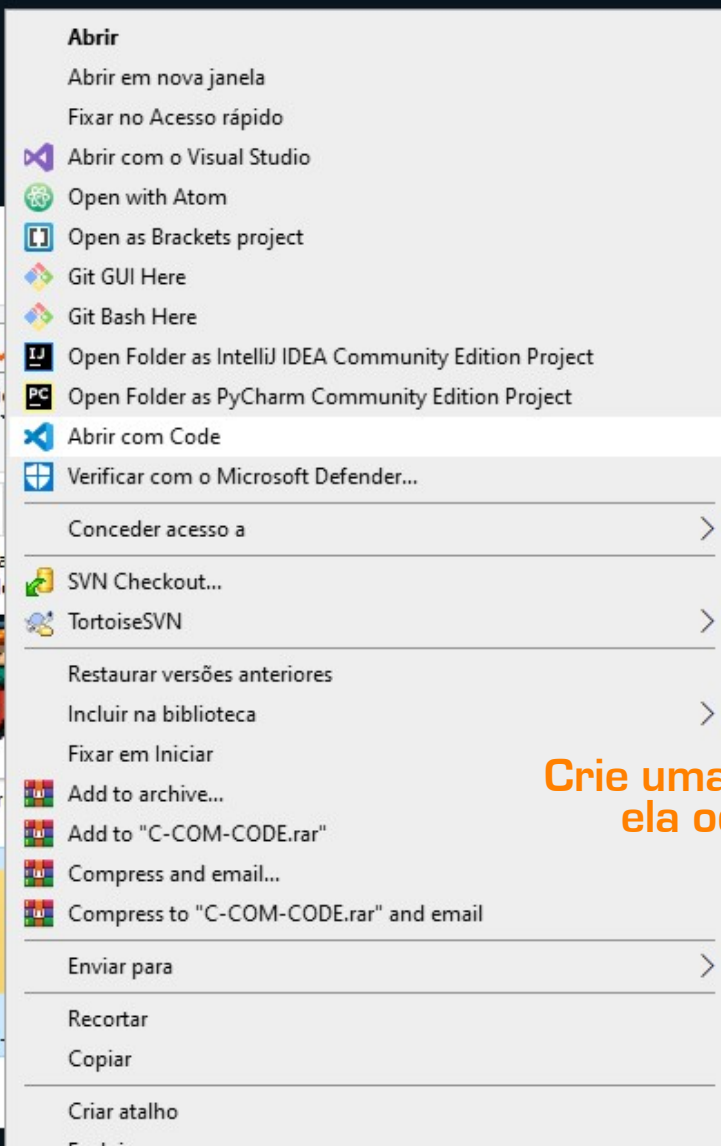 Abrir
Abrir em nova janela
Fixar no Acesso rápido
Abrir com o Visual Studio
Open with Atom
Open as Brackets project
Git GUI Here
Git Bash Here
Open Folder as IntelliJ IDEA Community Edition Project
Open Folder as PyCharm Community Edition Project
Abrir com Code
Verificar com o Microsoft Defender...
Conceder acesso a
SVN Checkout...
TortoiseSVN
Restaurar versões anteriores
Incluir na biblioteca
Fixar em Iniciar
Crie uma
ela
Add to archive...
Add to "C-COM-CODE.rar"
Compress and email...
Compress to "C-COM-CODE.rar" and email
Enviar para
Recortar
Copiar
Criar atalho